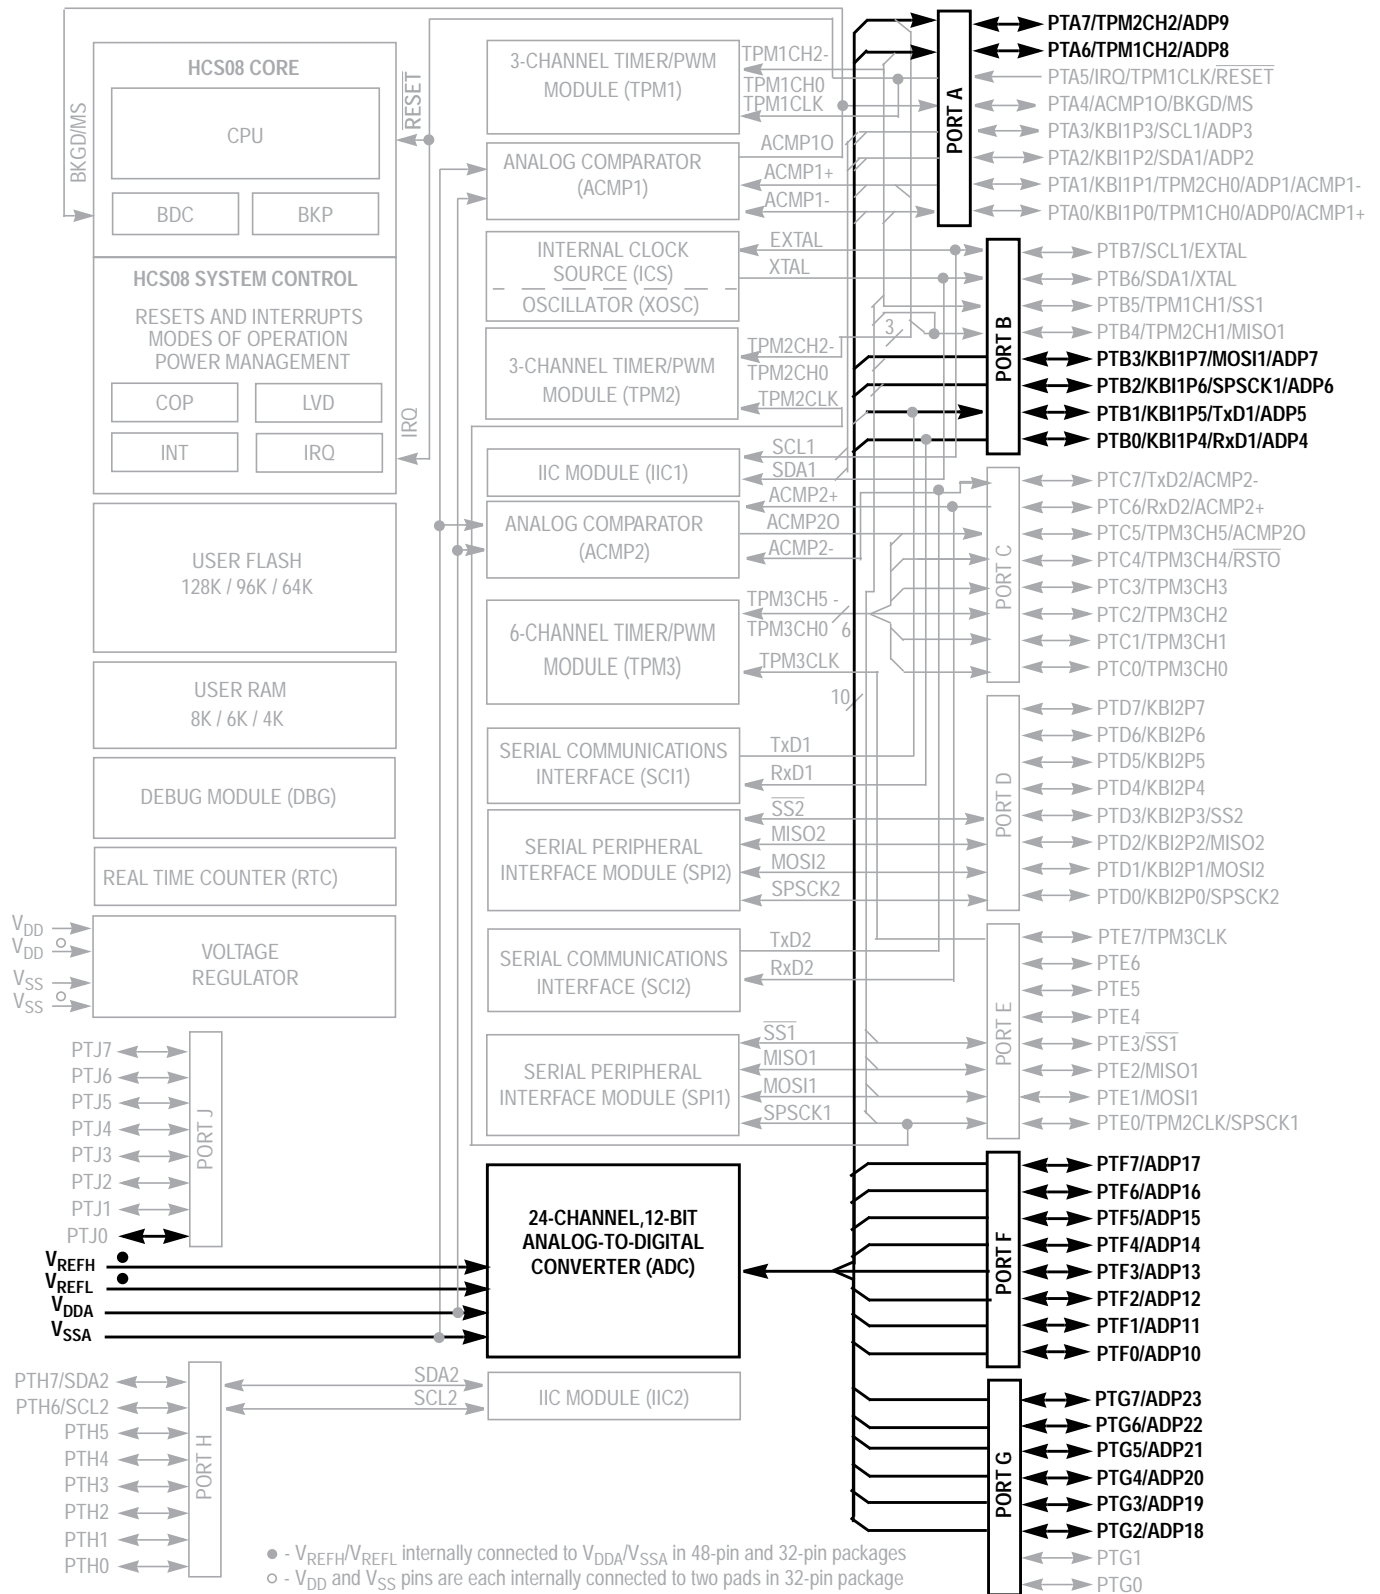 BKGD/MS
HCS08 CORE
CPU
BDC
BKP
HCS08 SYSTEM CONTROL
RESETS AND INTERRUPTS
MODES OF OPERATION
POWER MANAGEMENT
COP
LVD
INT
IRQ
RESET
IRQ
USER FLASH
128K / 96K / 64K
USER RAM
8K / 6K / 4K
DEBUG MODULE (DBG)
REAL TIME COUNTER (RTC)
VDD
VDD
VSS
VSS
VOLTAGE
REGULATOR
PTJ7
PTJ6
PTJ5
PTJ4
PTJ3
PTJ2
PTJ1
PTJ0
PORT J
VREFH
VREFL
VDDA
VSSA
PTH7/SDA2
PTH6/SCL2
PTH5
PTH4
PTH3
PTH2
PTH1
PTH0
PORT H
3-CHANNEL TIMER/PWM
MODULE (TPM1)
TPM1CH2-
TPM1CH0
TPM1CLK
ANALOG COMPARATOR
(ACMP1)
ACMP1O
ACMP1+
ACMP1-
INTERNAL CLOCK
SOURCE (ICS)
OSCILLATOR (XOSC)
EXTAL
XTAL
3-CHANNEL TIMER/PWM
MODULE (TPM2)
TPM2CH2-
TPM2CH0
TPM2CLK
3
IIC MODULE (IIC1)
SCL1
SDA1
ANALOG COMPARATOR
(ACMP2)
ACMP2+
ACMP2O
ACMP2-
6-CHANNEL TIMER/PWM
MODULE (TPM3)
TPM3CH5 -
TPM3CH0 6
TPM3CLK
10
SERIAL COMMUNICATIONS
INTERFACE (SCI1)
TxD1
RxD1
SERIAL PERIPHERAL
INTERFACE MODULE (SPI2)
SS2
MISO2
MOSI2
SPSCK2
SERIAL COMMUNICATIONS
INTERFACE (SCI2)
TxD2
RxD2
SERIAL PERIPHERAL
INTERFACE MODULE (SPI1)
SS1
MISO1
MOSI1
SPSCK1
24-CHANNEL,12-BIT
ANALOG-TO-DIGITAL
CONVERTER (ADC)
IIC MODULE (IIC2)
SDA2
SCL2
PORT A
PTA7/TPM2CH2/ADP9
PTA6/TPM1CH2/ADP8
PTA5/IRQ/TPM1CLK/RESET
PTA4/ACMP1O/BKGD/MS
PTA3/KBI1P3/SCL1/ADP3
PTA2/KBI1P2/SDA1/ADP2
PTA1/KBI1P1/TPM2CH0/ADP1/ACMP1-
PTA0/KBI1P0/TPM1CH0/ADP0/ACMP1+
PORT B
PTB7/SCL1/EXTAL
PTB6/SDA1/XTAL
PTB5/TPM1CH1/SS1
PTB4/TPM2CH1/MISO1
PTB3/KBI1P7/MOSI1/ADP7
PTB2/KBI1P6/SPSCK1/ADP6
PTB1/KBI1P5/TxD1/ADP5
PTB0/KBI1P4/RxD1/ADP4
PORT C
PTC7/TxD2/ACMP2-
PTC6/RxD2/ACMP2+
PTC5/TPM3CH5/ACMP2O
PTC4/TPM3CH4/RSTO
PTC3/TPM3CH3
PTC2/TPM3CH2
PTC1/TPM3CH1
PTC0/TPM3CH0
PORT D
PTD7/KBI2P7
PTD6/KBI2P6
PTD5/KBI2P5
PTD4/KBI2P4
PTD3/KBI2P3/SS2
PTD2/KBI2P2/MISO2
PTD1/KBI2P1/MOSI2
PTD0/KBI2P0/SPSCK2
PORT E
PTE7/TPM3CLK
PTE6
PTE5
PTE4
PTE3/SS1
PTE2/MISO1
PTE1/MOSI1
PTE0/TPM2CLK/SPSCK1
PORT F
PTF7/ADP17
PTF6/ADP16
PTF5/ADP15
PTF4/ADP14
PTF3/ADP13
PTF2/ADP12
PTF1/ADP11
PTF0/ADP10
PORT G
PTG7/ADP23
PTG6/ADP22
PTG5/ADP21
PTG4/ADP20
PTG3/ADP19
PTG2/ADP18
PTG1
PTG0
● - VREFH/VREFL internally connected to VDDA/VSSA in 48-pin and 32-pin packages
○ - VDD and VSS pins are each internally connected to two pads in 32-pin package